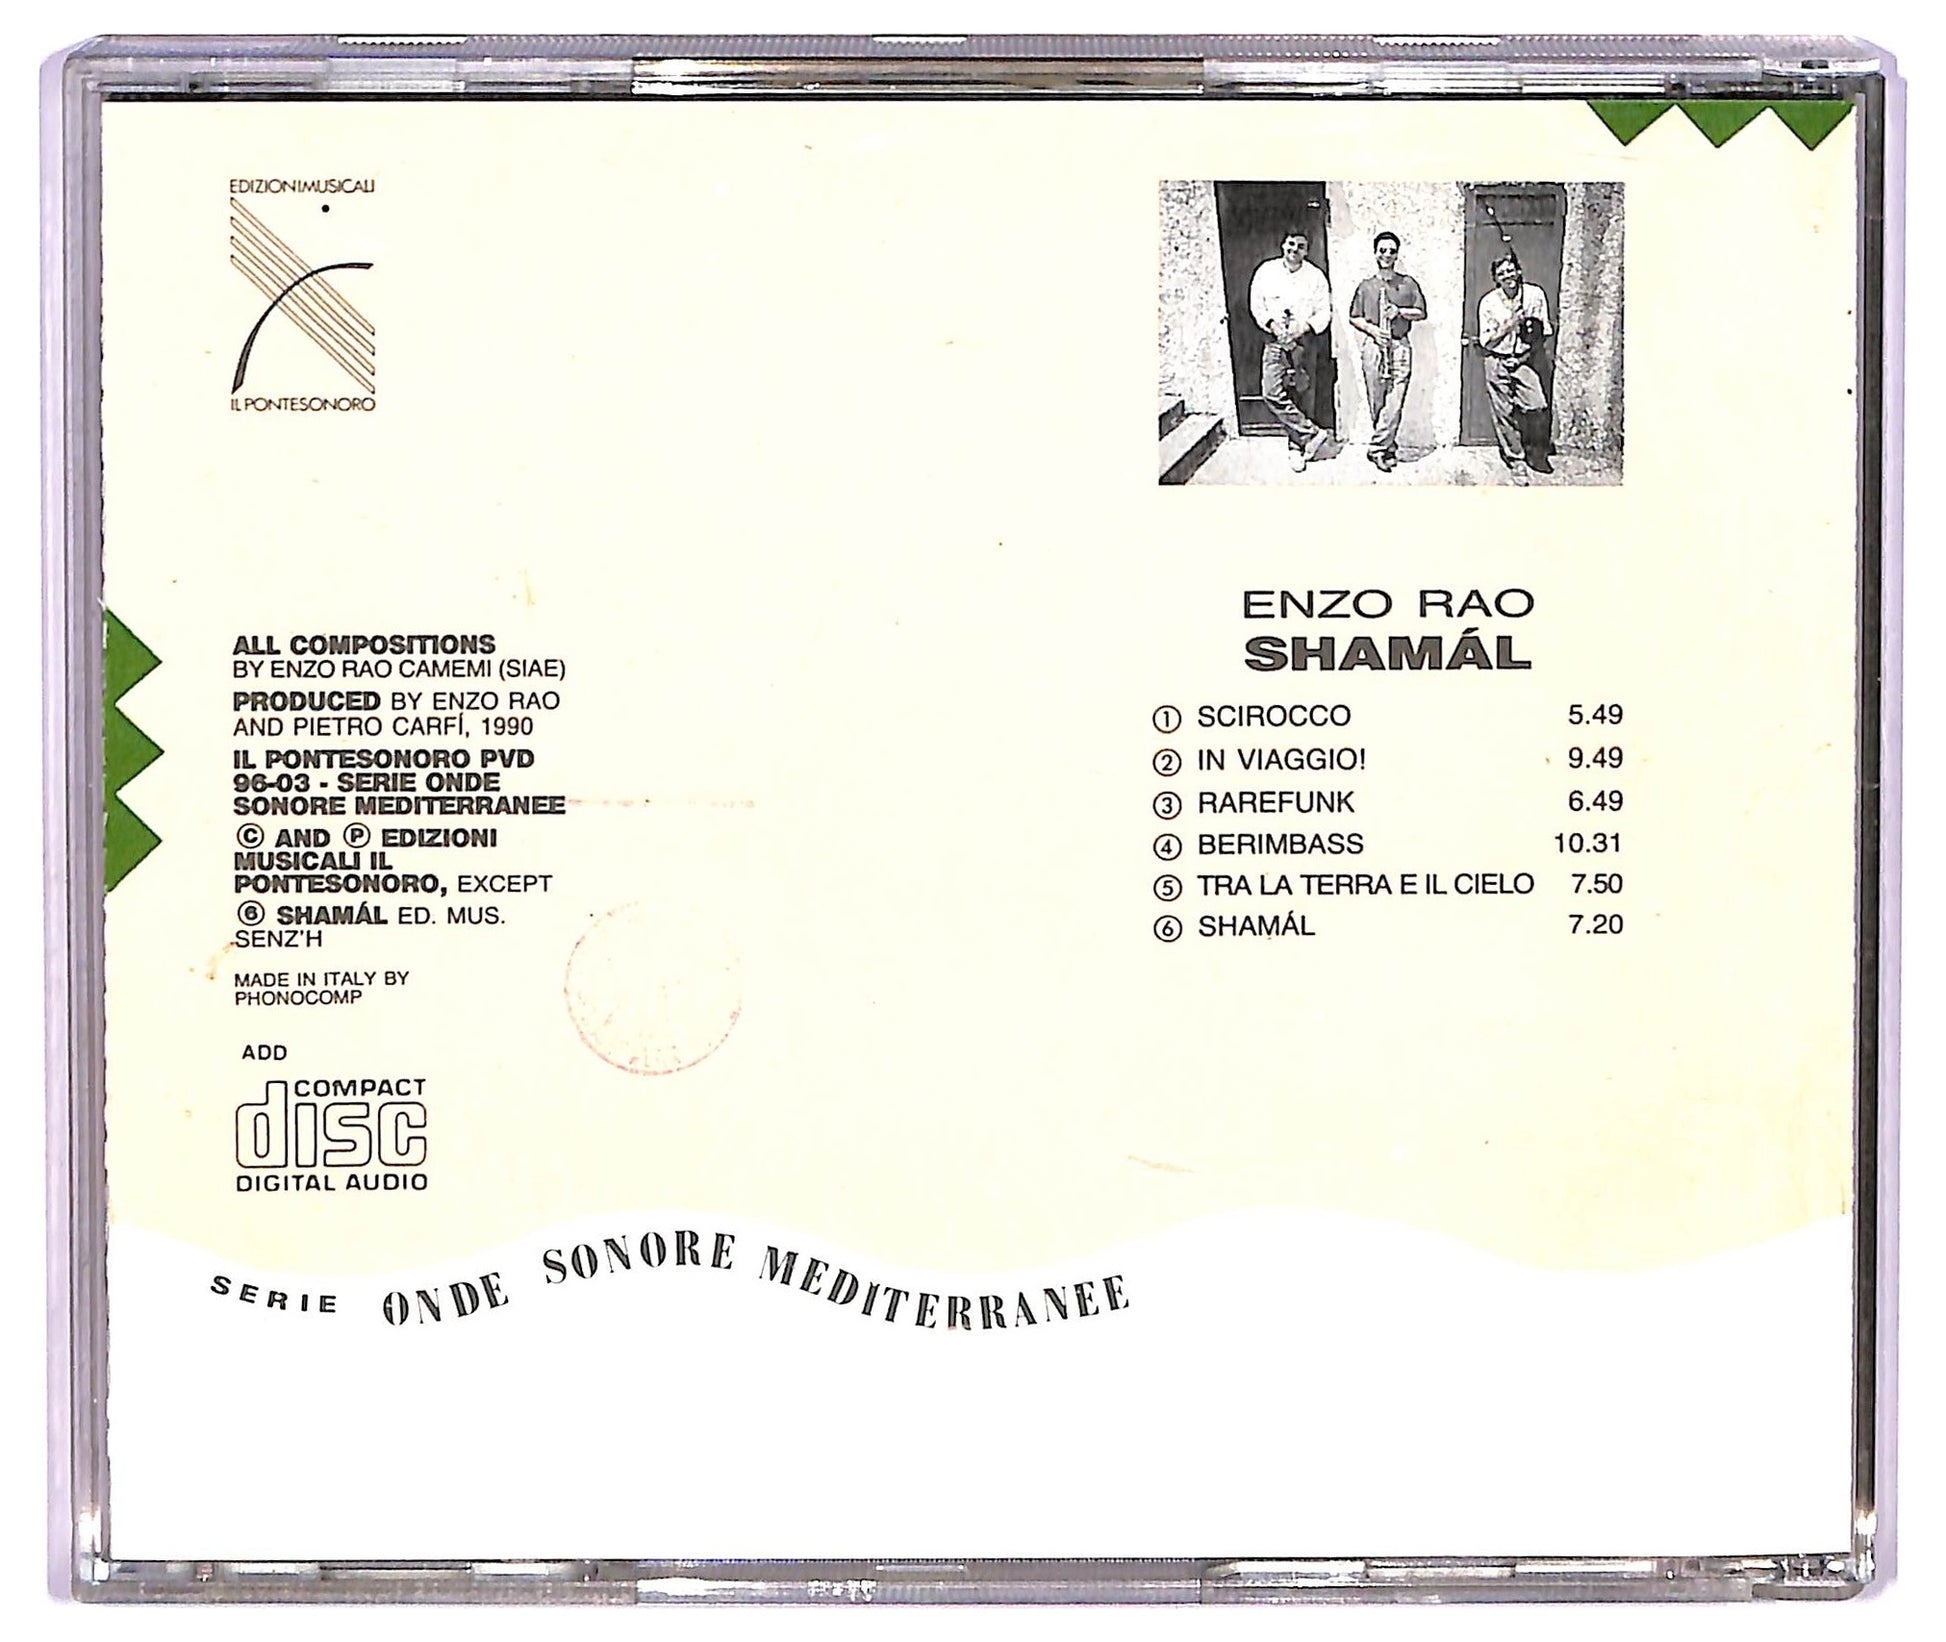 EDIZIONIMUSICALI
IL PONTESONORO
ALL COMPOSITIONS
BY ENZO RAO CAMEMI (SIAE)
PRODUCED BY ENZO RAO
AND PIETRO CARFÍ, 1990
IL PONTESONORO PVD
96-03 - SERIE ONDE
SONORE MEDITERRANEE
© AND ℗ EDIZIONI
MUSICALI IL
PONTESONORO, EXCEPT
⑥ SHAMÁL ED. MUS.
SENZ'H
MADE IN ITALY BY
PHONOCOMP
ADD
COMPACT
disc
DIGITAL AUDIO
ENZO RAO
SHAMÁL
① SCIROCCO 5.49
② IN VIAGGIO! 9.49
③ RAREFUNK 6.49
④ BERIMBASS 10.31
⑤ TRA LA TERRA E IL CIELO 7.50
⑥ SHAMÁL 7.20
SERIE ONDE SONORE MEDITERRANEE